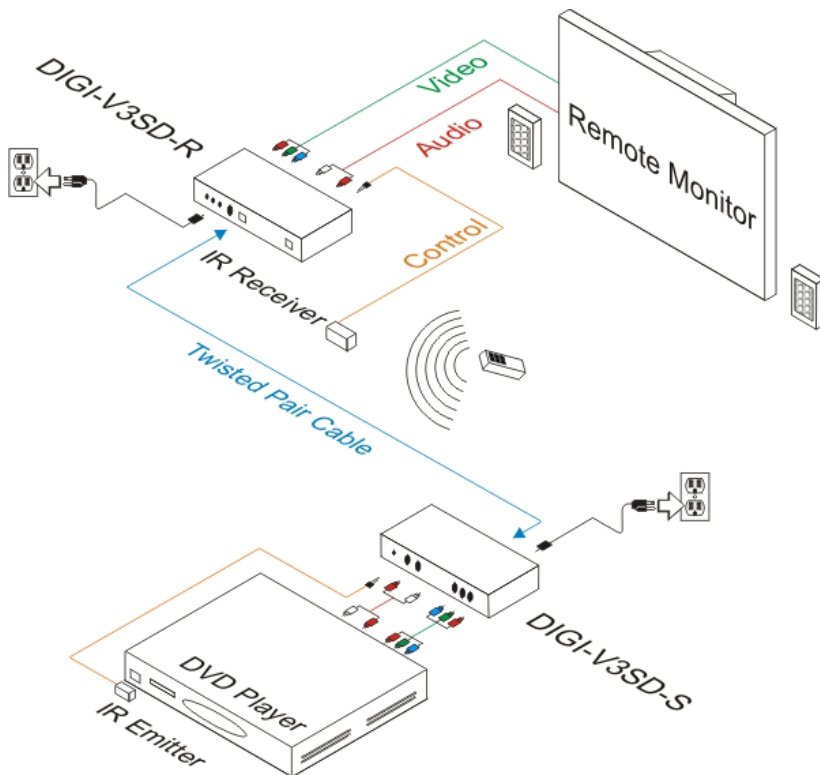 DIGI-V3SD-R
Video
Audio
Remote Monitor
Control
IR Receiver
Twisted Pair Cable
DIGI-V3SD-S
DVD Player
IR Emitter